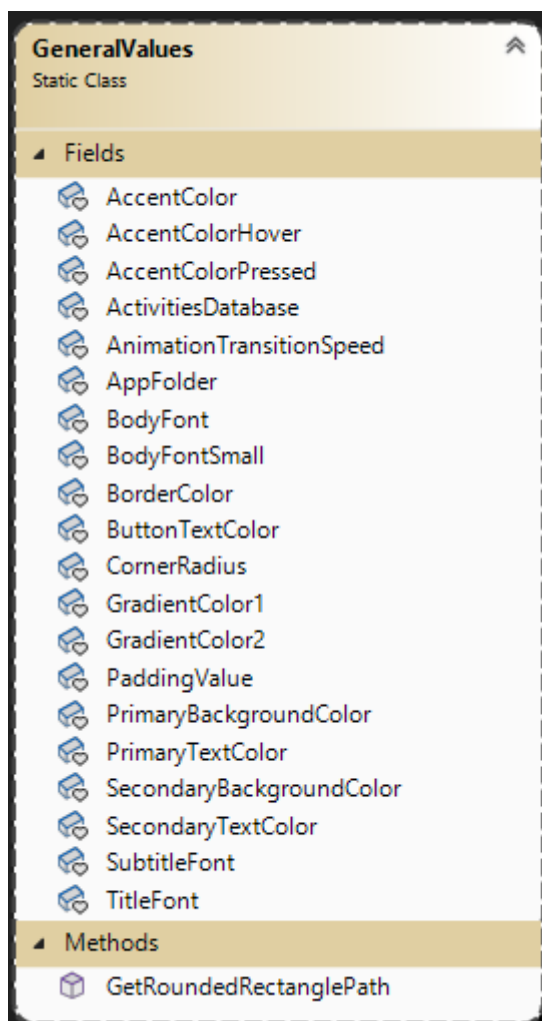 GeneralValues
Static Class
Fields
AccentColor
AccentColorHover
AccentColorPressed
ActivitiesDatabase
AnimationTransitionSpeed
AppFolder
BodyFont
BodyFontSmall
BorderColor
ButtonTextColor
CornerRadius
GradientColor1
GradientColor2
PaddingValue
PrimaryBackgroundColor
PrimaryTextColor
SecondaryBackgroundColor
SecondaryTextColor
SubtitleFont
TitleFont
Methods
GetRoundedRectanglePath